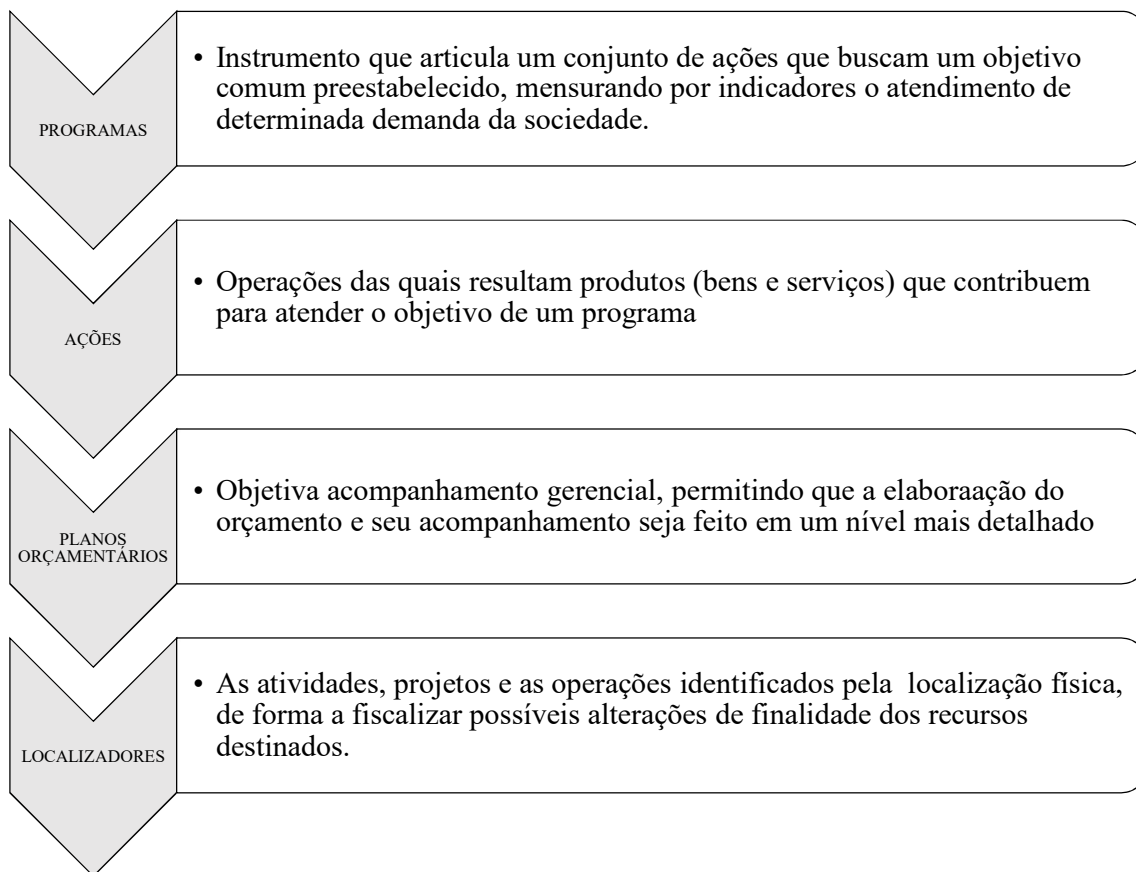 PROGRAMAS
• Instrumento que articula um conjunto de ações que buscam um objetivo
comum preestabelecido, mensurando por indicadores o atendimento de
determinada demanda da sociedade.
AÇÕES
• Operações das quais resultam produtos (bens e serviços) que contribuem
para atender o objetivo de um programa
PLANOS
ORÇAMENTÁRIOS
• Objetiva acompanhamento gerencial, permitindo que a elaboraação do
orçamento e seu acompanhamento seja feito em um nível mais detalhado
LOCALIZADORES
• As atividades, projetos e as operações identificados pela  localização física,
de forma a fiscalizar possíveis alterações de finalidade dos recursos
destinados.